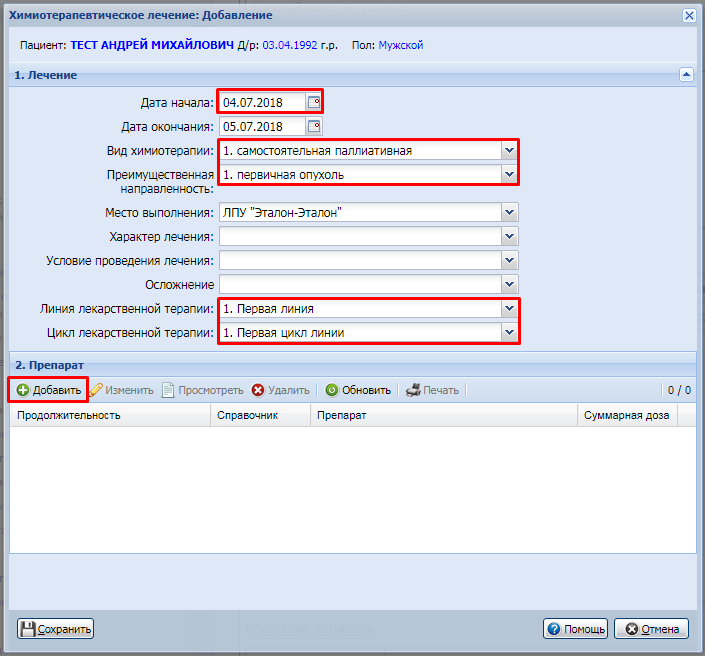 Химиотерапевтическое лечение: Добавление
Пациент: ТЕСТ АНДРЕЙ МИХАЙЛОВИЧ Д/р: 03.04.1992 г.р. Пол: Мужской
1. Лечение
Дата начала: 04.07.2018
Дата окончания: 05.07.2018
Вид химиотерапии: 1. самостоятельная паллиативная
Преимущественная направленность: 1. первичная опухоль
Место выполнения: ЛПУ "Эталон-Эталон"
Характер лечения:
Условие проведения лечения:
Осложнение
Линия лекарственной терапии: 1. Первая линия
Цикл лекарственной терапии: 1. Первая цикл линии
2. Препарат
Добавить Изменить Просмотреть Удалить Обновить Печать 0 / 0
Продолжительность Справочник Препарат Суммарная доза
Сохранить Помощь Отмена